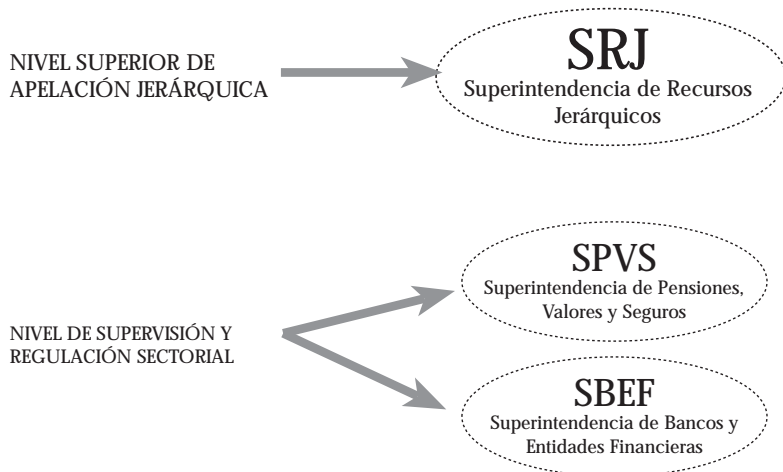 NIVEL SUPERIOR DE
APELACIÓN JERÁRQUICA
SRJ
Superintendencia de Recursos
Jerárquicos
NIVEL DE SUPERVISIÓN Y
REGULACIÓN SECTORIAL
SPVS
Superintendencia de Pensiones,
Valores y Seguros
SBEF
Superintendencia de Bancos y
Entidades Financieras